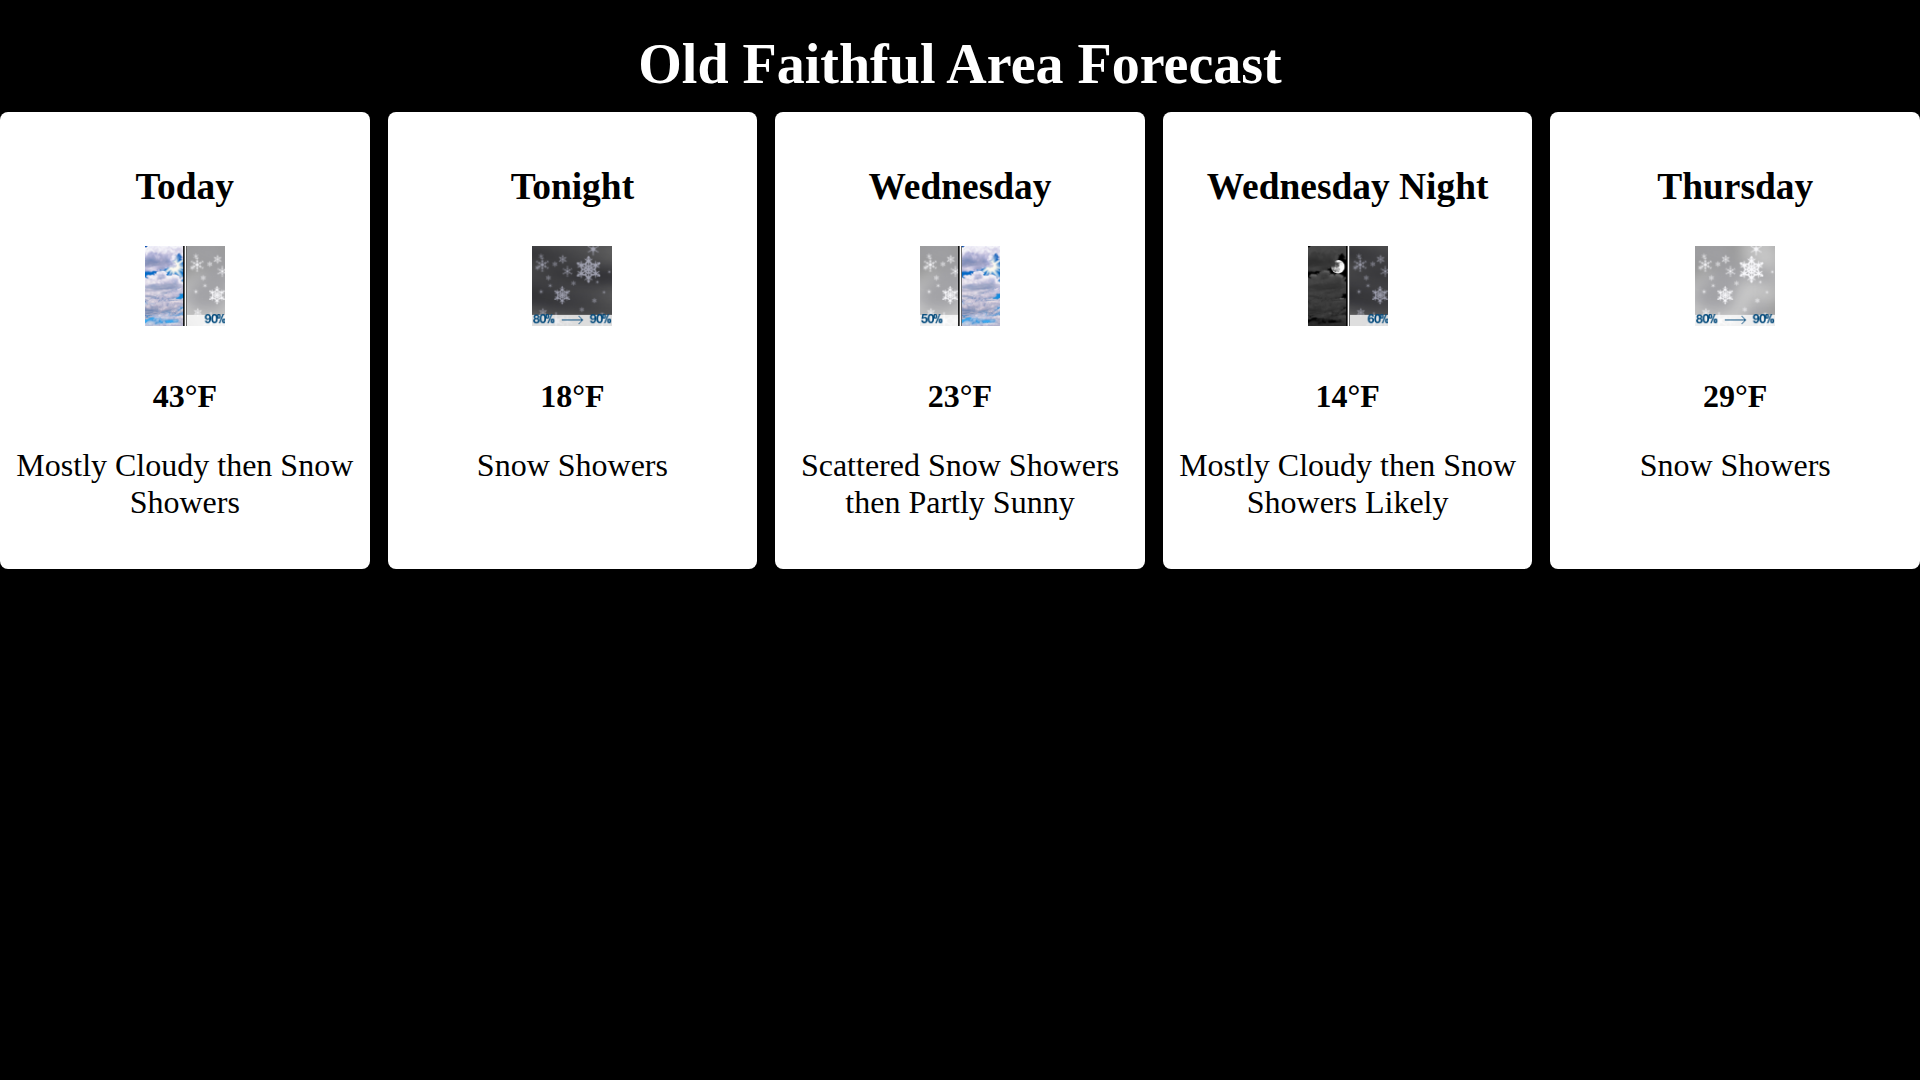 Old Faithful Area Forecast
Today
90%
43°F
Mostly Cloudy then Snow
Showers
Tonight
80% → 90%
18°F
Snow Showers
Wednesday
50%
23°F
Scattered Snow Showers
then Partly Sunny
Wednesday Night
60%
14°F
Mostly Cloudy then Snow
Showers Likely
Thursday
80% → 90%
29°F
Snow Showers